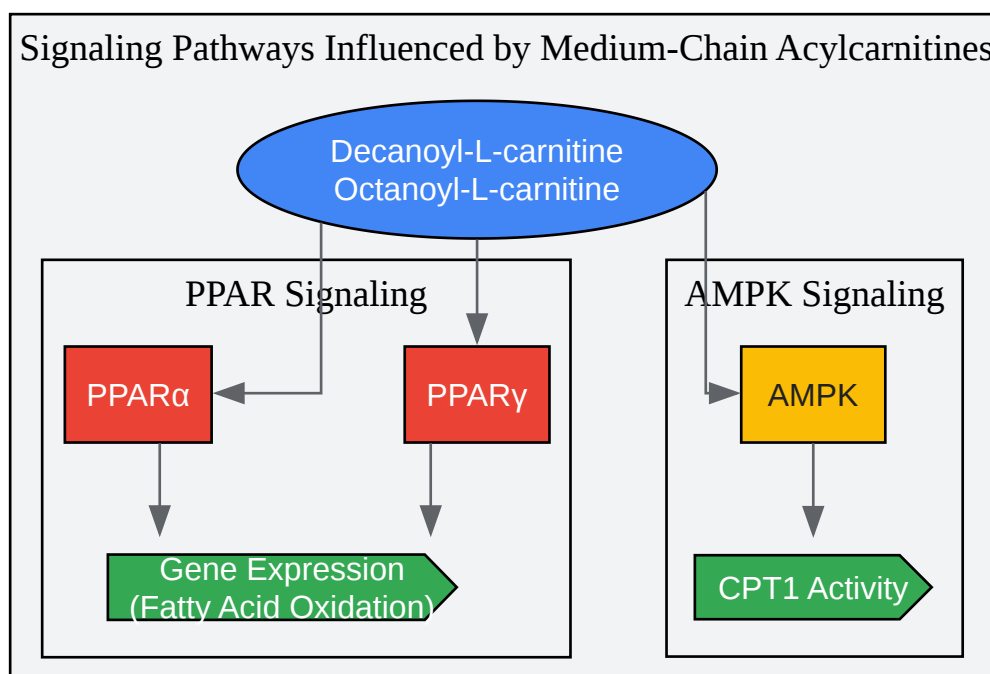 Signaling Pathways Influenced by Medium-Chain Acylcarnitines
Decanoyl-L-carnitine
Octanoyl-L-carnitine
PPAR Signaling
AMPK Signaling
PPARα
PPARγ
AMPK
Gene Expression
(Fatty Acid Oxidation)
CPT1 Activity